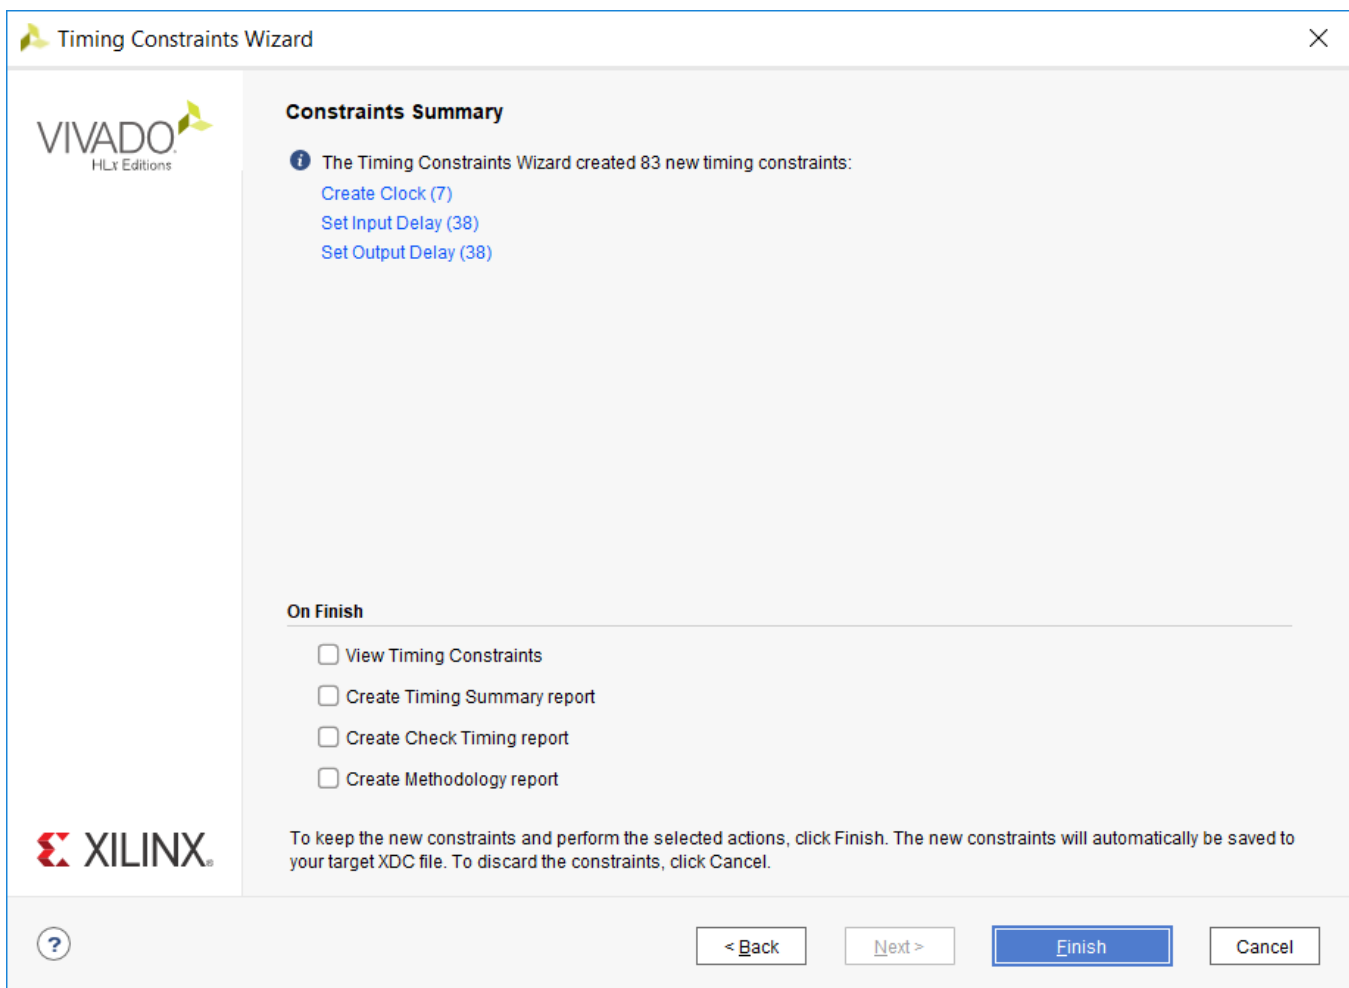 Timing Constraints Wizard
VIVADO.
HLx Editions
Constraints Summary
i The Timing Constraints Wizard created 83 new timing constraints:
Create Clock (7)
Set Input Delay (38)
Set Output Delay (38)
On Finish
View Timing Constraints
Create Timing Summary report
Create Check Timing report
Create Methodology report
XILINX.
To keep the new constraints and perform the selected actions, click Finish. The new constraints will automatically be saved to
your target XDC file. To discard the constraints, click Cancel.
? < Back Next > Finish Cancel